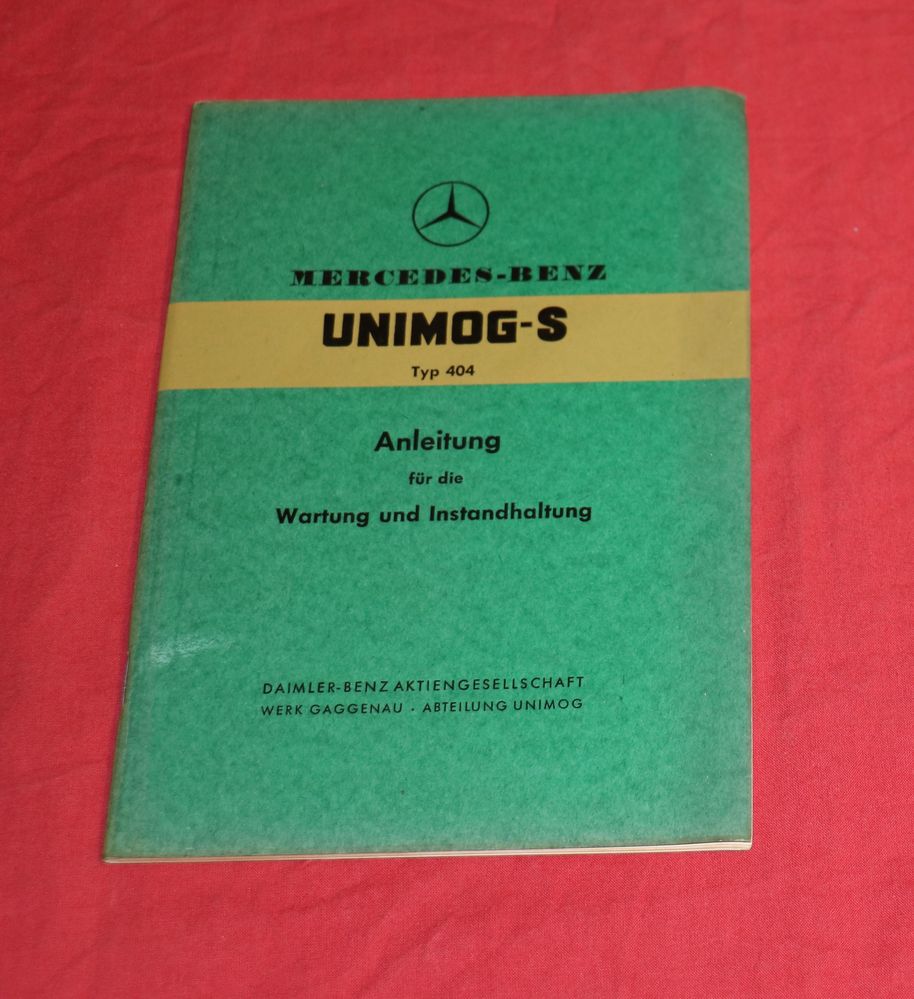 MERCEDES-BENZ
UNIMOG-S
Typ 404
Anleitung
für die
Wartung und Instandhaltung
DAIMLER-BENZ AKTIENGESELLSCHAFT
WERK GAGGENAU · ABTEILUNG UNIMOG